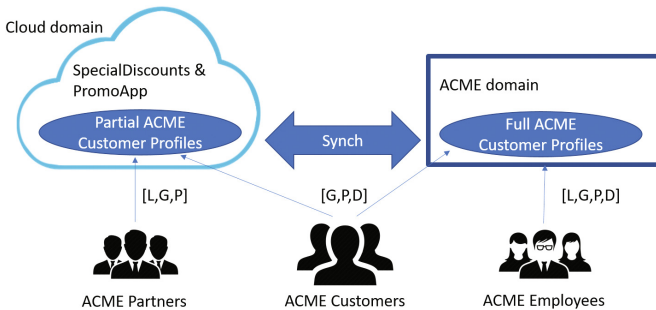 Cloud domain
SpecialDiscounts &
PromoApp
Partial ACME
Customer Profiles
Synch
ACME domain
Full ACME
Customer Profiles
[L,G,P]
[G,P,D]
[L,G,P,D]
ACME Partners
ACME Customers
ACME Employees